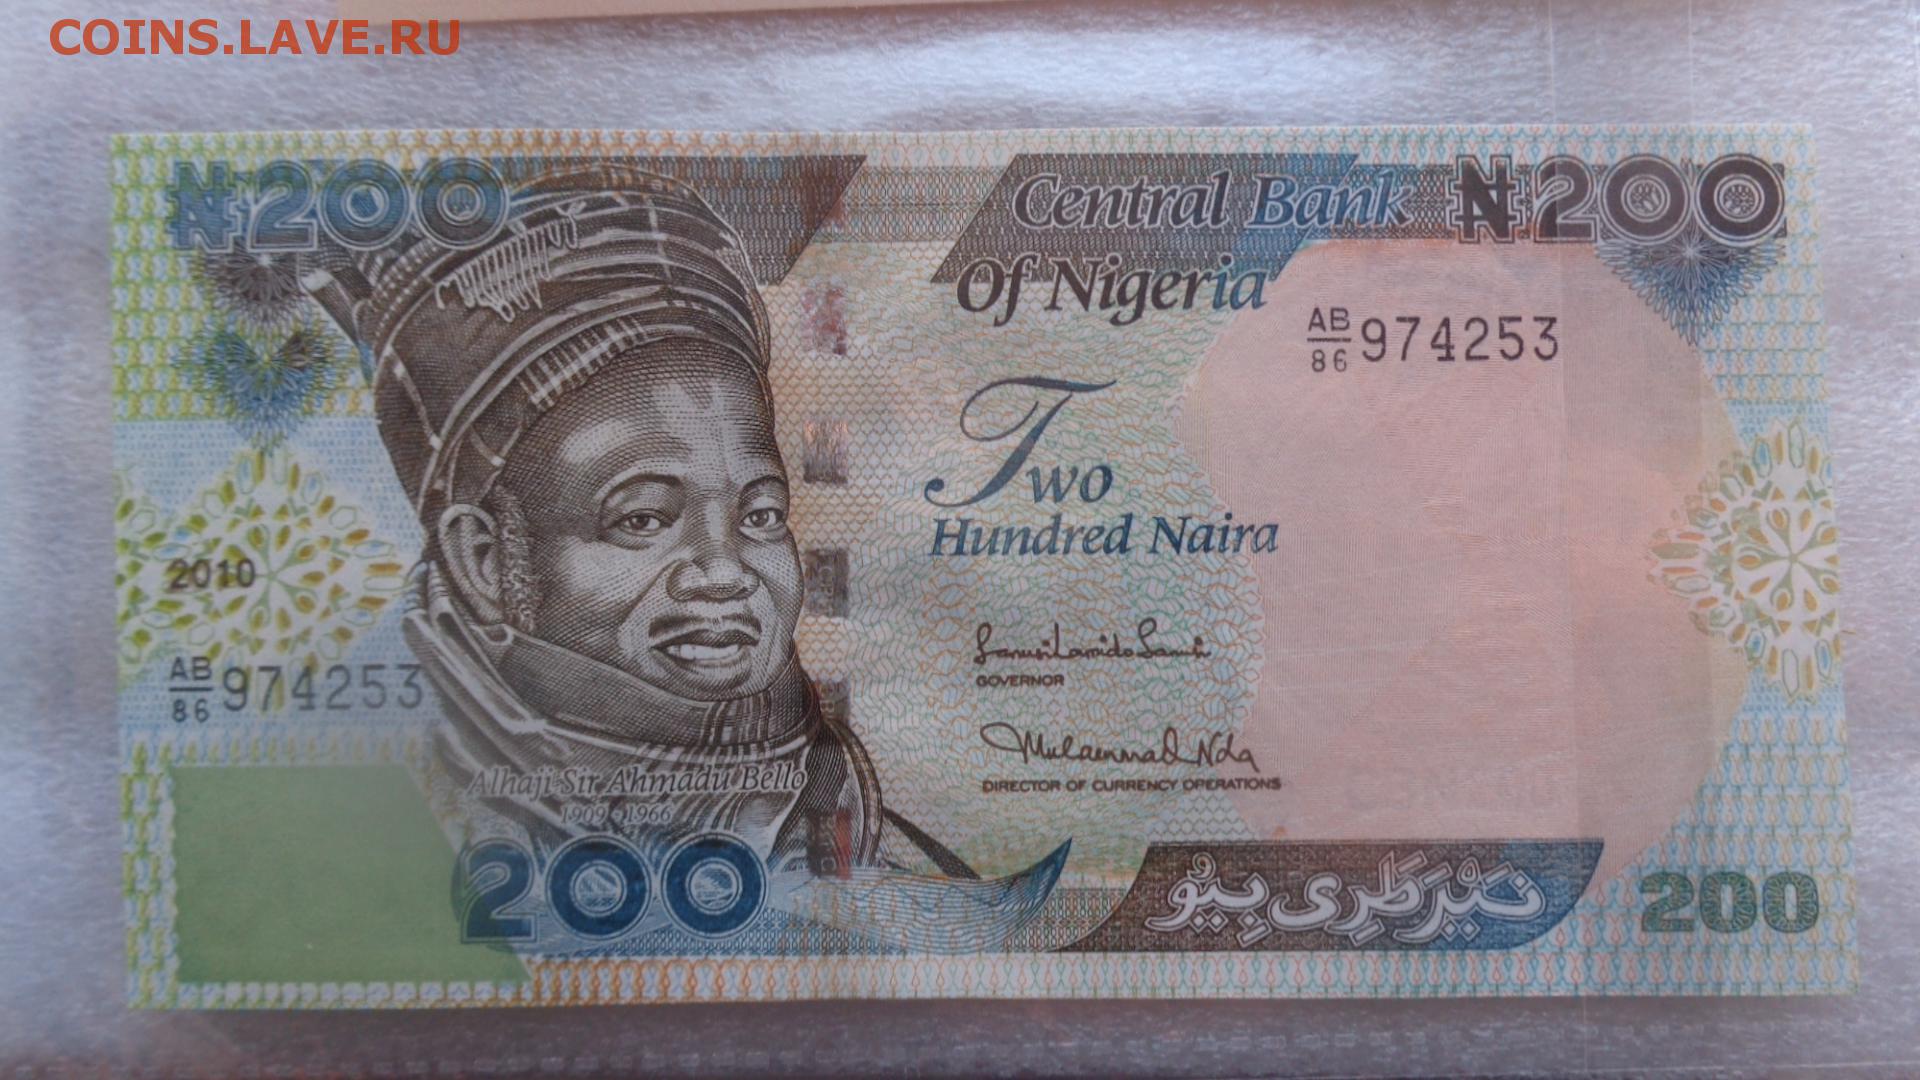 COINS.LAVE.RU
₦200
Central Bank ₦200
Of Nigeria
AB
86 974253
Two
Hundred Naira
2010
AB
86 974253
GOVERNOR
DIRECTOR OF CURRENCY OPERATIONS
Alhaji Sir Ahmadu Bello
1909 - 1966
200
نَيْرَ طَرِى بِيُو
200